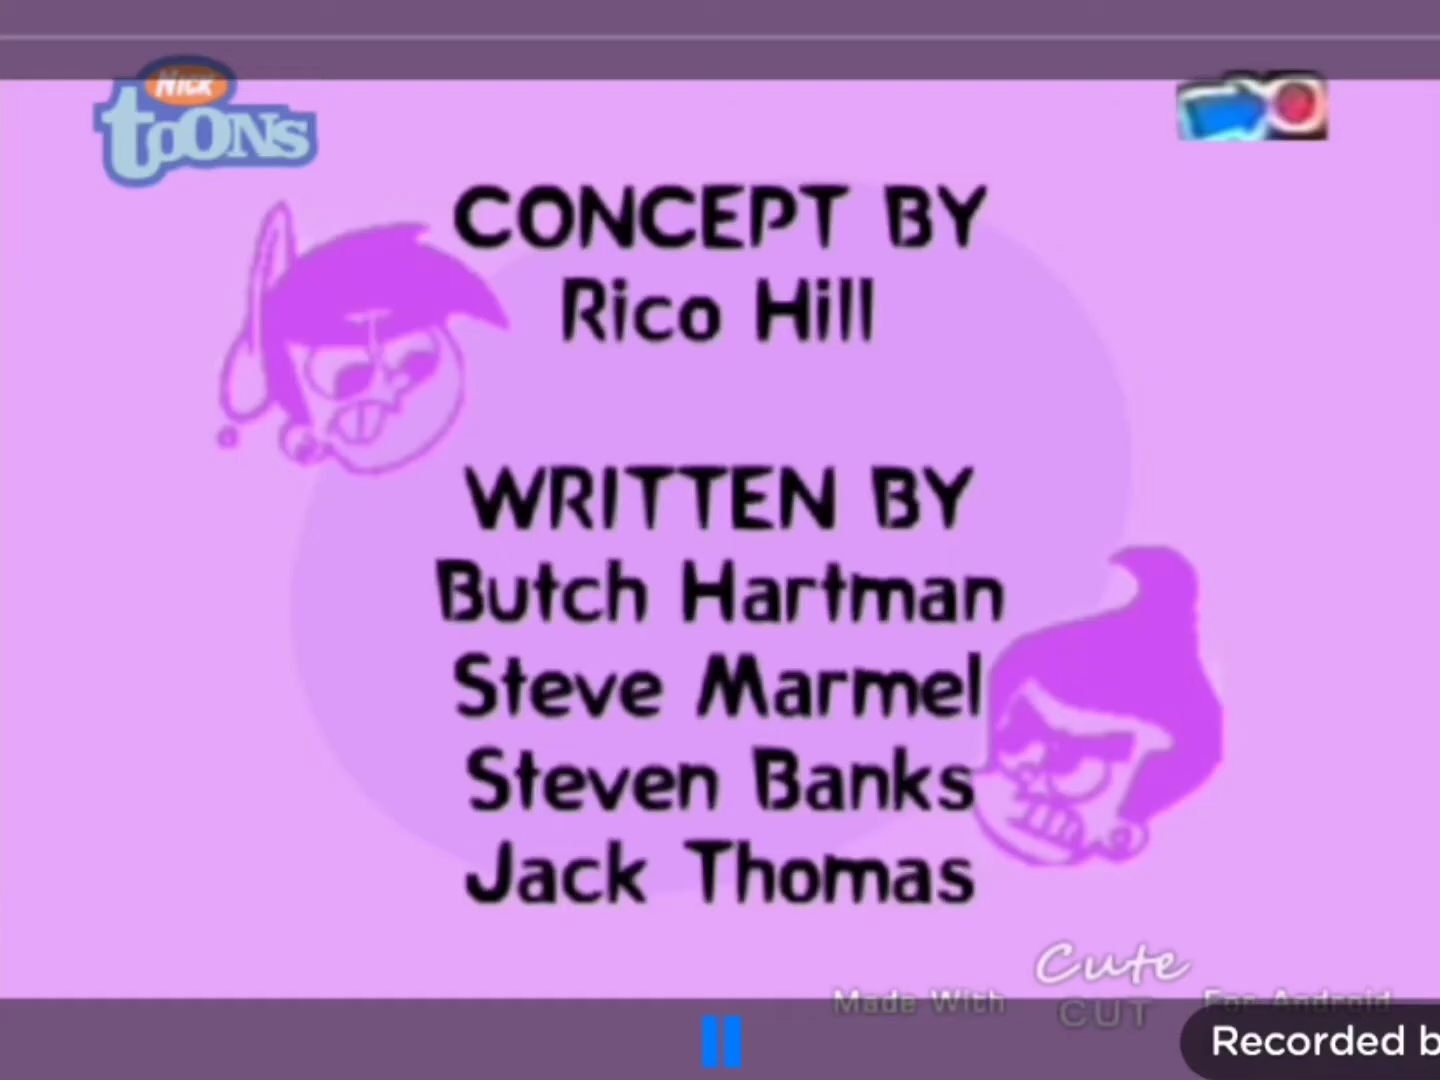 Nick
toons
CONCEPT BY
Rico Hill
WRITTEN BY
Butch Hartman
Steve Marmel
Steven Banks
Jack Thomas
Cute
Made With CUT For Android
Recorded b